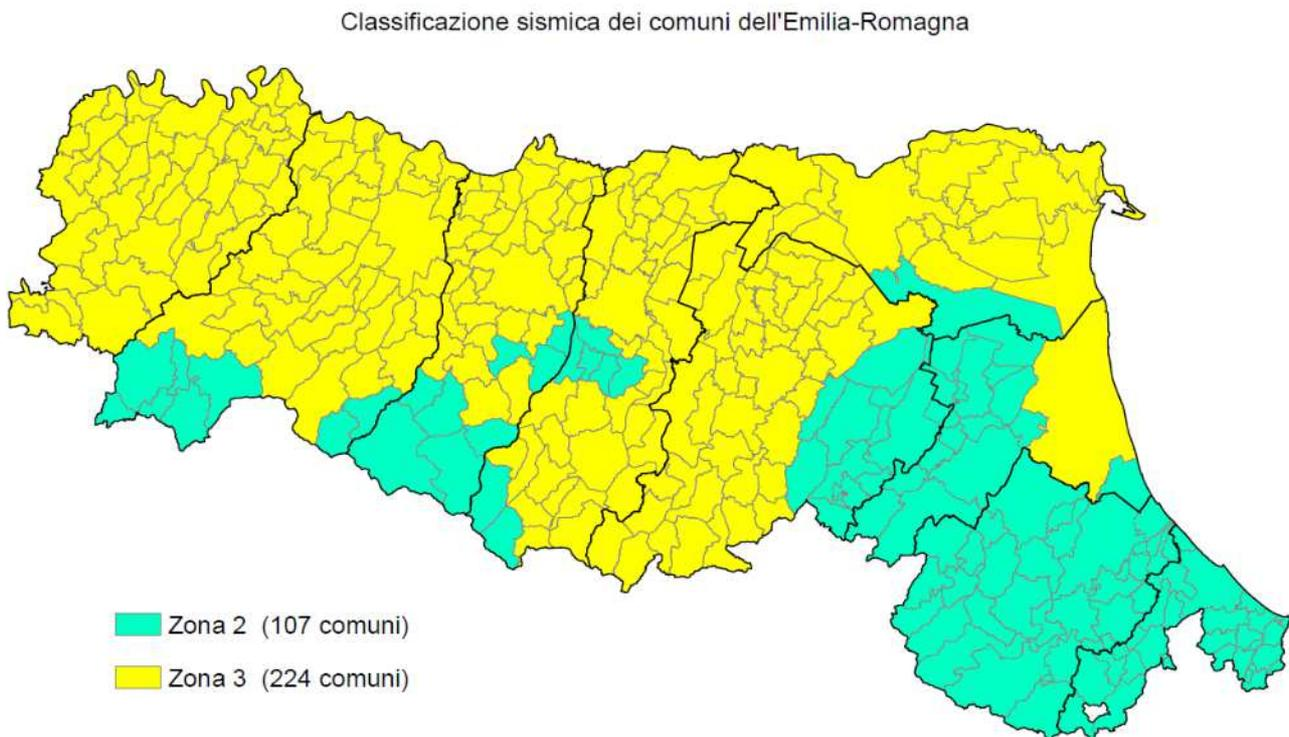 Classificazione sismica dei comuni dell'Emilia-Romagna
Zona 2 (107 comuni)
Zona 3 (224 comuni)